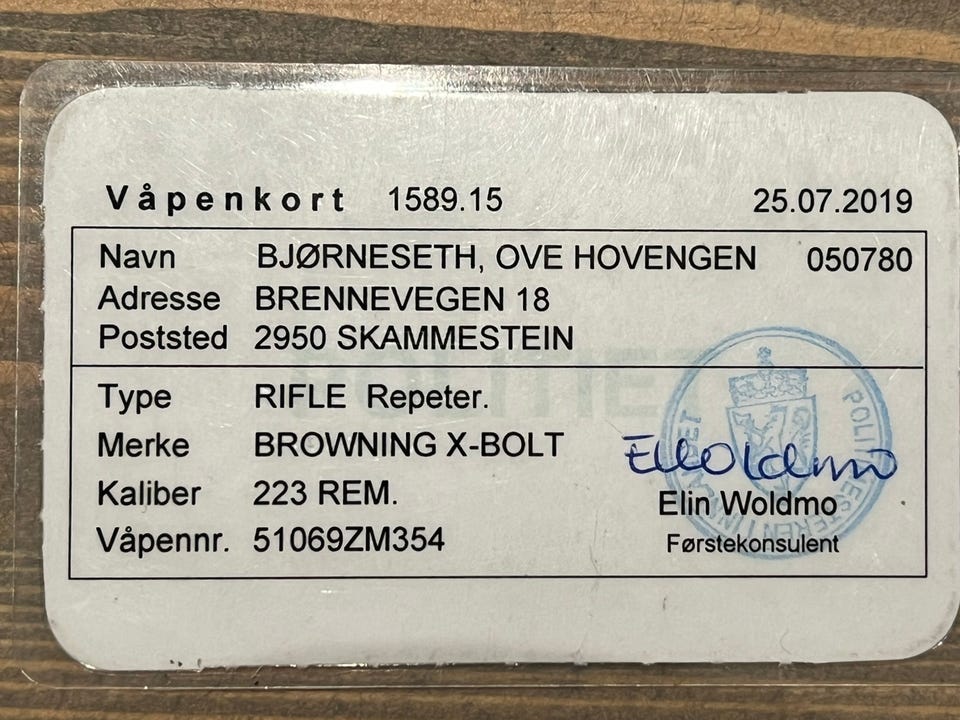 Våpenkort 1589.15 25.07.2019
Navn BJØRNESETH, OVE HOVENGEN 050780
Adresse BRENNEVEGEN 18
Poststed 2950 SKAMMESTEIN
POLITIET
Type RIFLE Repeter.
Merke BROWNING X-BOLT
Kaliber 223 REM.
Våpennr. 51069ZM354
Elin Woldmo
Førstekonsulent